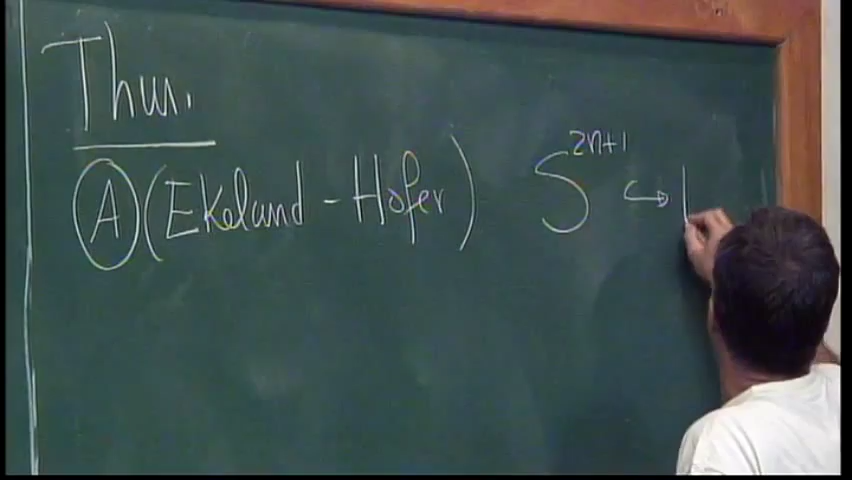 Thm.
A (Ekeland - Hofer) S^{2n+1} ↪